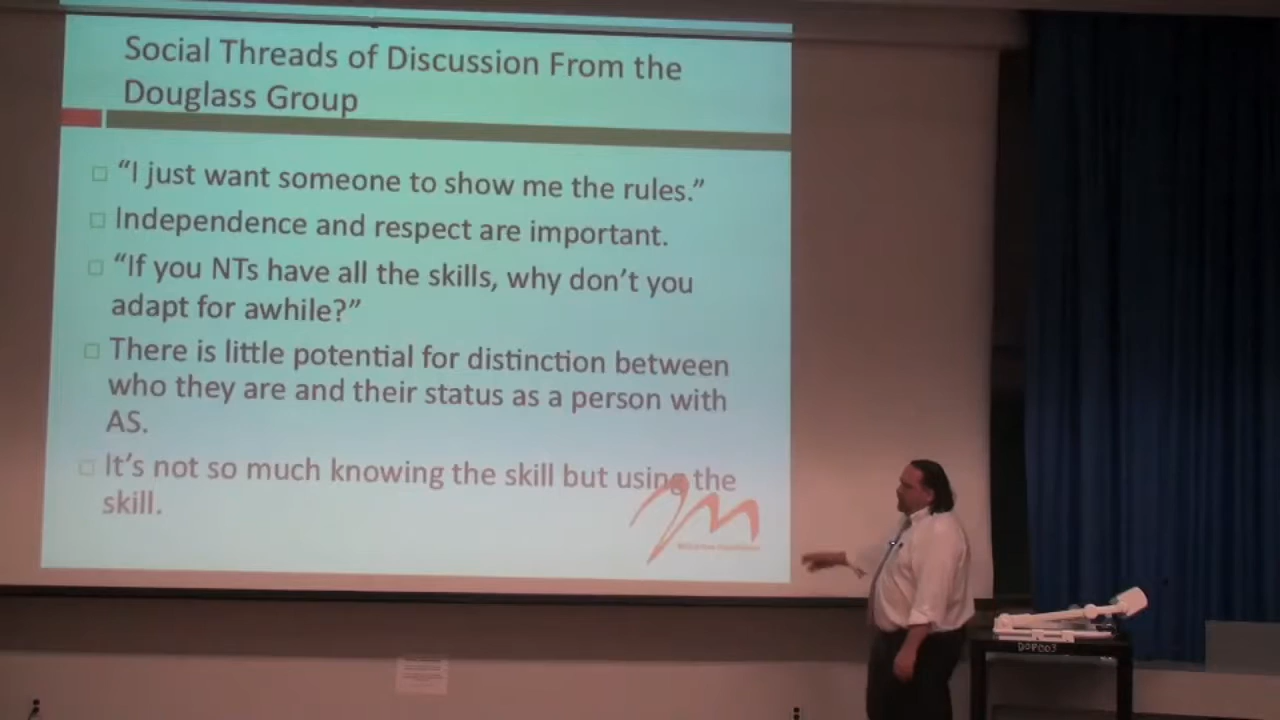 Social Threads of Discussion From the
Douglass Group
“I just want someone to show me the rules.”
Independence and respect are important.
“If you NTs have all the skills, why don’t you
adapt for awhile?”
There is little potential for distinction between
who they are and their status as a person with
AS.
It’s not so much knowing the skill but using the
skill.